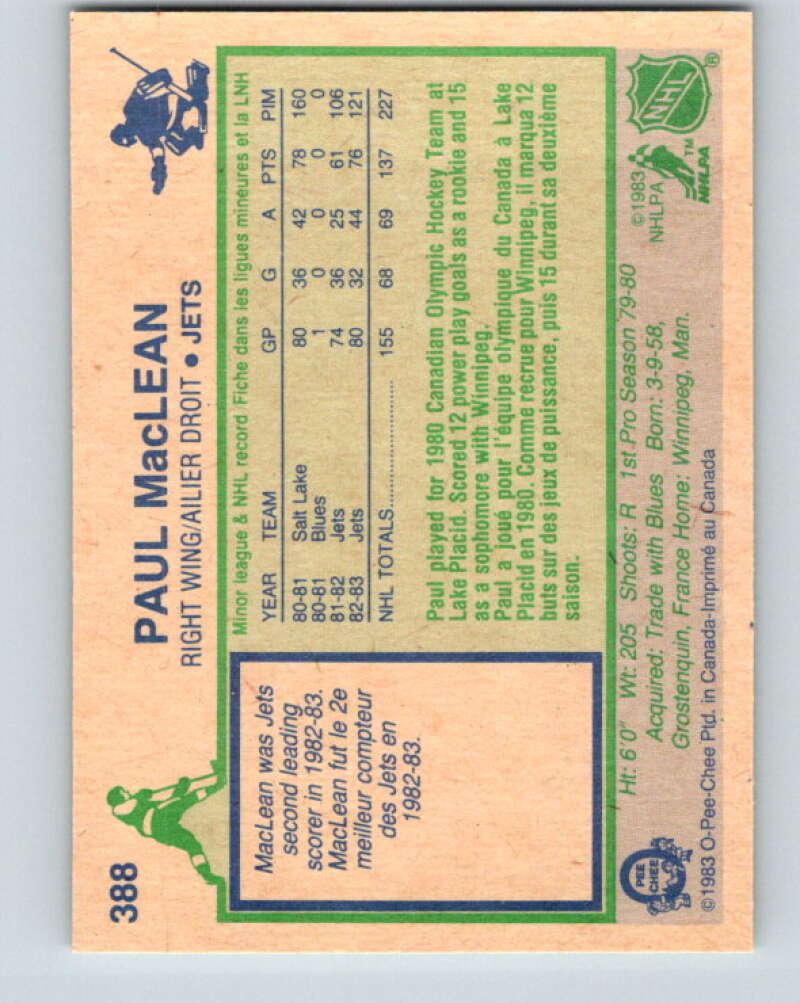 388
PAUL MacLEAN
RIGHT WING/AILIER DROIT • JETS
MacLean was Jets
second leading
scorer in 1982-83.
MacLean fut le 2e
meilleur compteur
des Jets en
1982-83.
Minor league & NHL record Fiche dans les ligues mineures et la LNH
YEAR TEAM GP G A PTS PIM
80-81 Salt Lake 80 36 42 78 160
80-81 Blues 1 0 0 0 0
81-82 Jets 74 36 25 61 106
82-83 Jets 80 32 44 76 121
NHL TOTALS.................... 155 68 69 137 227
Paul played for 1980 Canadian Olympic Hockey Team at
Lake Placid. Scored 12 power play goals as a rookie and 15
as a sophomore with Winnipeg.
Paul a joué pour l'équipe olympique du Canada à Lake
Placid en 1980. Comme recrue pour Winnipeg, il marqua 12
buts sur des jeux de puissance, puis 15 durant sa deuxième
saison.
Ht: 6'0" Wt: 205 Shoots: R 1st Pro Season 79-80
Acquired: Trade with Blues Born: 3-9-58,
Grostenquin, France Home: Winnipeg, Man.
©1983
NHLPA
NHLPA
TM
NHL
®
O
PEE
CHEE
©1983 O-Pee-Chee Ptd. in Canada-Imprimé au Canada